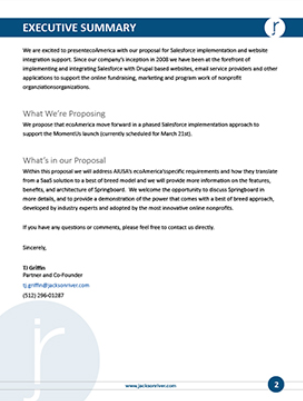 EXECUTIVE SUMMARY
jr
We are excited to presentecoAmerica with our proposal for Salesforce implementation and website
integration support. Since our company's inception in 2008 we have been at the forefront of
implementing and integrating Salesforce with Drupal based websites, email service providers and other
applications to support the online fundraising, marketing and program work of nonprofit
organziationsorganizations.
What We're Proposing
We propose that ecoAmerica move forward in a phased Salesforce implementation approach to
support the MomentUs launch (currently scheduled for March 21st).
What's in our Proposal
Within this proposal we will address AIUSA's ecoAmerica'specific requirements and how they translate
from a SaaS solution to a best of breed model and we will provide more information on the features,
benefits, and architecture of Springboard.  We welcome the opportunity to discuss Springboard in
more details, and to provide a demonstration of the power that comes with a best of breed approach,
developed by industry experts and adopted by the most innovative online nonprofits.
If you have any questions or comments, please feel free to contact us directly.
Sincerely,
TJ Griffin
Partner and Co-Founder
tj.griffin@jacksonriver.com
(512) 296-01287
jr
www.jacksonriver.com
2